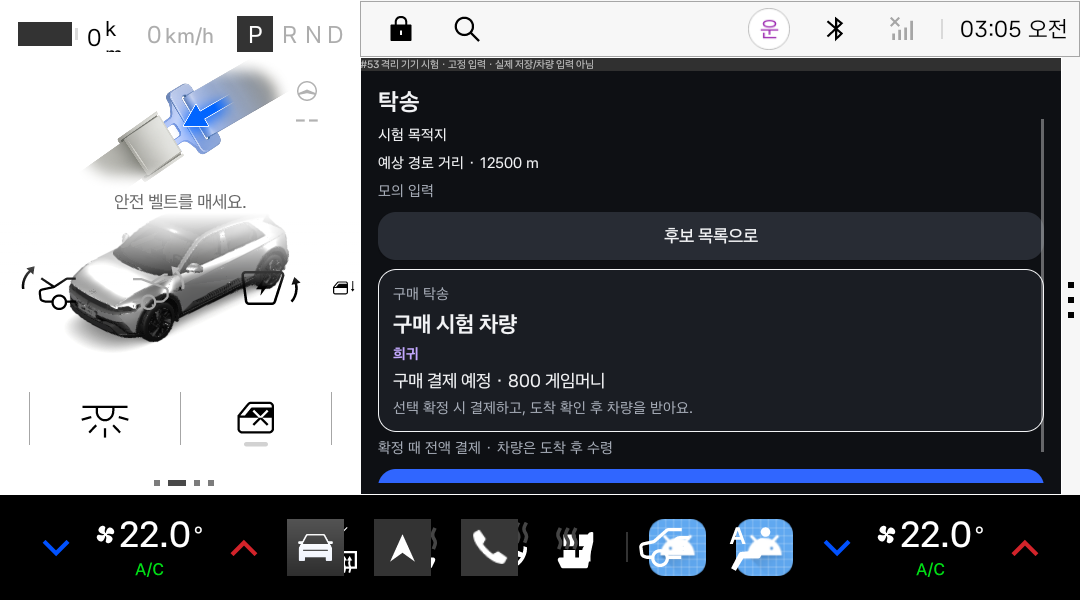 0 km
0 km/h
P R N D
운
03:05 오전
#53 격리 기기 시험 · 고정 입력 · 실제 저장/차량 입력 아님
탁송
시험 목적지
예상 경로 거리 · 12500 m
모의 입력
후보 목록으로
구매 탁송
구매 시험 차량
희귀
구매 결제 예정 · 800 게임머니
선택 확정 시 결제하고, 도착 확인 후 차량을 받아요.
확정 때 전액 결제 · 차량은 도착 후 수령
안전 벨트를 매세요.
22.0°
A/C
A
22.0°
A/C